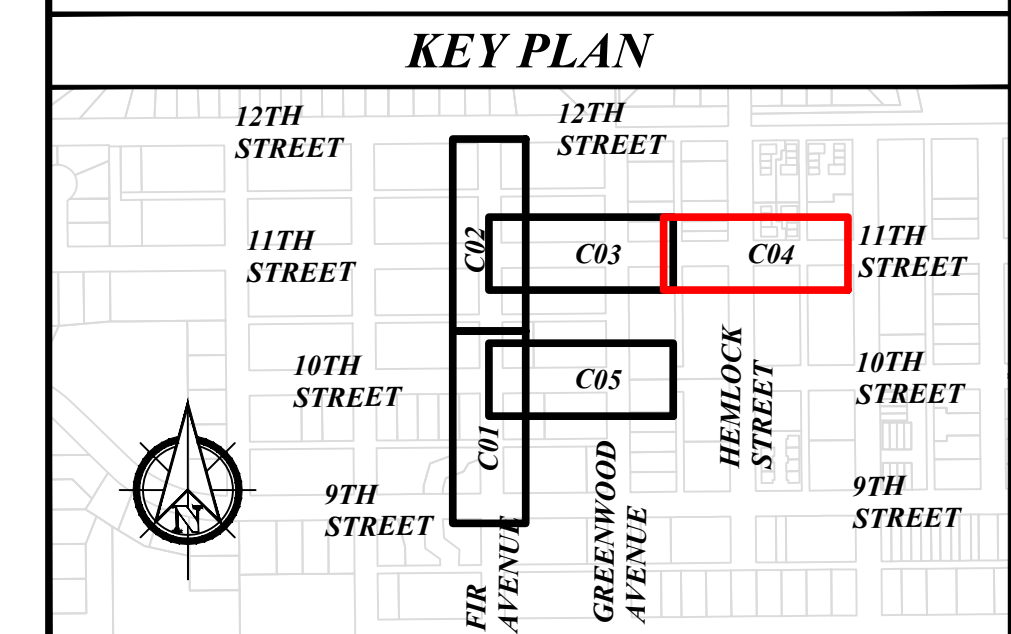 KEY PLAN
12TH
STREET
12TH
STREET
11TH
STREET
C02
C03
C04
11TH
STREET
10TH
STREET
C05
HEMLOCK
STREET
10TH
STREET
C01
9TH
STREET
N
FIR
AVENUE
GREENWOOD
AVENUE
9TH
STREET